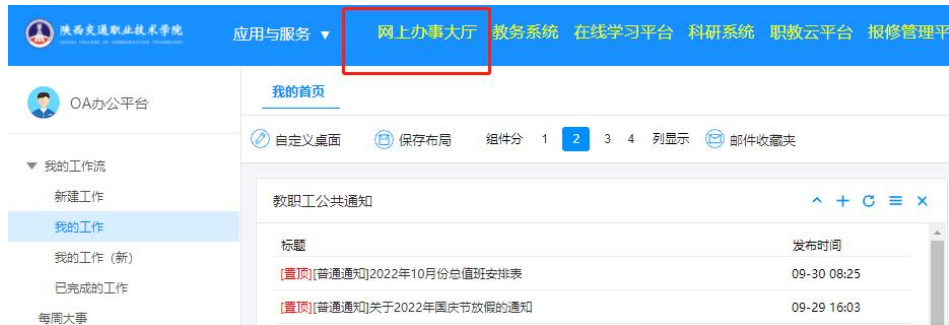 陕西交通职业技术学院 应用与服务 ▼ 网上办事大厅 教务系统 在线学习平台 科研系统 职教云平台 报修管理平
OA办公平台
我的首页
自定义桌面 保存布局 组件分 1 2 3 4 列显示 邮件收藏夹
▼ 我的工作流
新建工作
我的工作
我的工作（新）
已完成的工作
每周大事
教职工公共通知
标题 发布时间
[置顶][普通通知]2022年10月份总值班安排表 09-30 08:25
[置顶][普通通知]关于2022年国庆节放假的通知 09-29 16:03